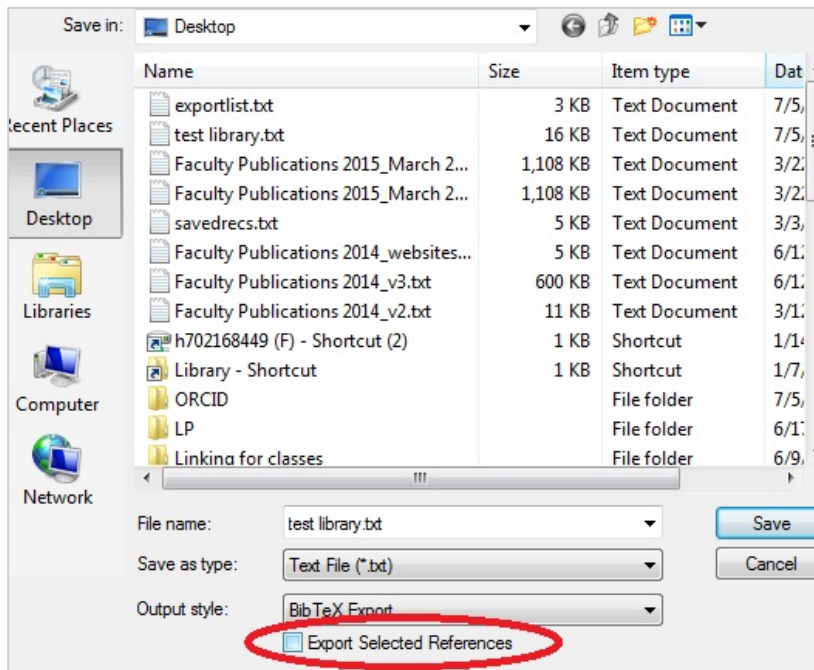 Save in: Desktop
Name Size Item type Dat
exportlist.txt 3 KB Text Document 7/5,
Recent Places
test library.txt 16 KB Text Document 7/5,
Faculty Publications 2015_March 2... 1,108 KB Text Document 3/2
Faculty Publications 2015_March 2... 1,108 KB Text Document 3/2
Desktop
savedrecs.txt 5 KB Text Document 3/3,
Faculty Publications 2014_websites... 5 KB Text Document 6/1
Faculty Publications 2014_v3.txt 600 KB Text Document 6/1
Libraries
Faculty Publications 2014_v2.txt 11 KB Text Document 3/1
h702168449 (F) - Shortcut (2) 1 KB Shortcut 1/1
Library - Shortcut 1 KB Shortcut 1/7,
Computer
ORCID File folder 7/5,
LP File folder 6/1
Linking for classes File folder 6/9,
Network
File name: test library.txt Save
Save as type: Text File (*.txt) Cancel
Output style: BibTeX Export
Export Selected References